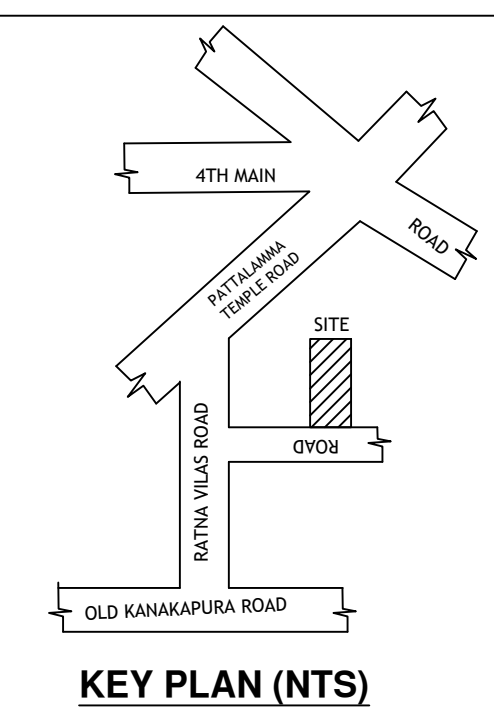 4TH MAIN
ROAD
PATTALAMMA
TEMPLE ROAD
SITE
ROAD
RATNA VILAS ROAD
OLD KANAKAPURA ROAD
KEY PLAN (NTS)